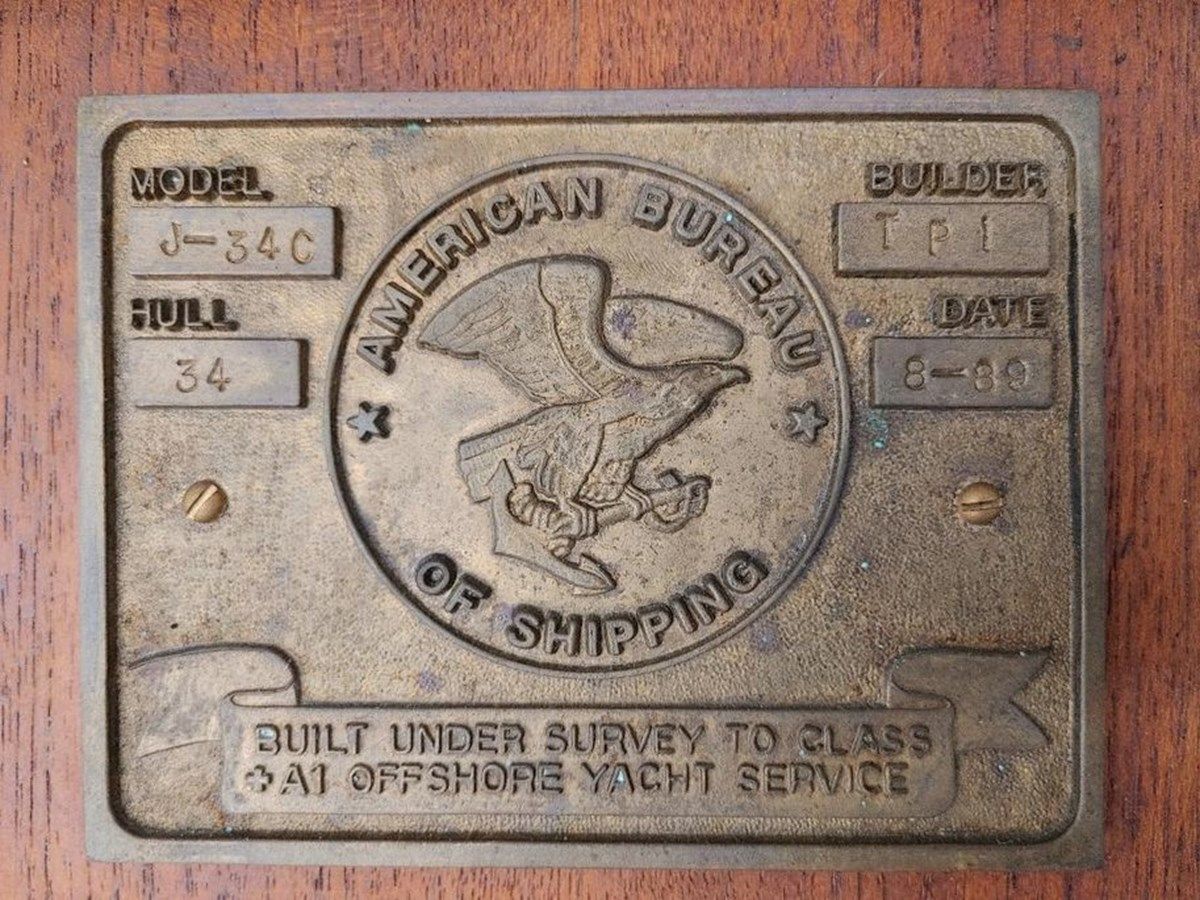 MODEL
J-34C
HULL
34
BUILDER
TPI
DATE
8-89
AMERICAN BUREAU
OF SHIPPING
BUILT UNDER SURVEY TO CLASS
✠A1 OFFSHORE YACHT SERVICE